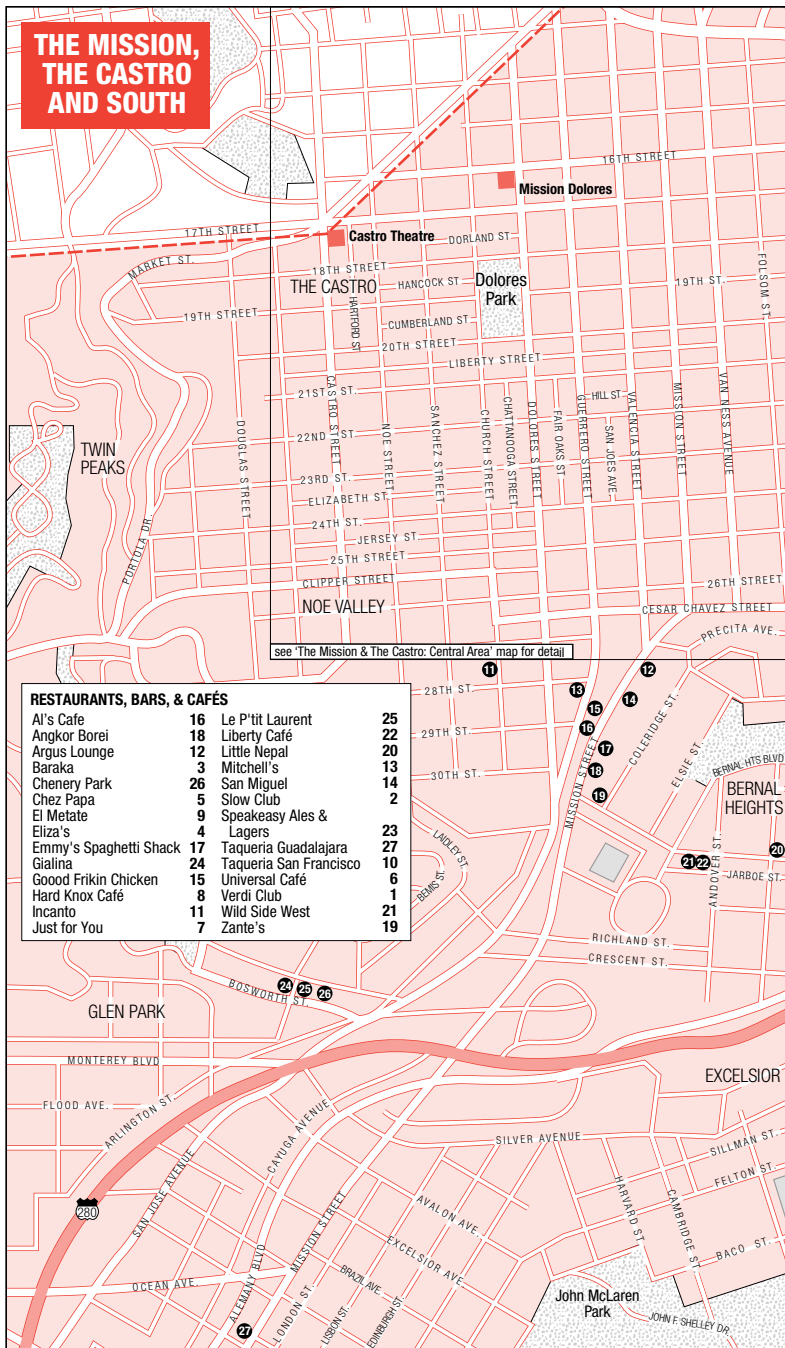 THE MISSION,
THE CASTRO
AND SOUTH
16TH STREET
Mission Dolores
17TH STREET
Castro Theatre
DORLAND ST
MARKET ST.
18TH STREET
THE CASTRO
HANCOCK ST
Dolores
Park
19TH ST.
FOLSOM ST
HARTFORD ST
19TH STREET
CUMBERLAND ST
20TH STREET
LIBERTY STREET
21ST ST.
HILL ST
CASTRO STREET
DOUGLAS STREET
NOE STREET
SANCHEZ STREET
CHURCH STREET
CHATTANOOGA STREET
DOLORES STREET
FAIR OAKS ST
GUERRERO STREET
SAN JOES AVE
VALENCIA STREET
MISSION STREET
VAN NESS AVENUE
22ND ST
TWIN
PEAKS
23RD ST.
ELIZABETH ST.
24TH ST.
JERSEY ST.
25TH STREET
PORTOLA DR.
CLIPPER STREET
26TH STREET
NOE VALLEY
CESAR CHAVEZ STREET
PRECITA AVE.
see 'The Mission & The Castro: Central Area' map for detail
11
12
28TH ST.
13
14
15
16
29TH ST.
17
COLERIDGE ST.
ELSIE ST.
MISSION STREET
18
30TH ST.
BERNAL HTS BLVD
19
BERNAL
HEIGHTS
RESTAURANTS, BARS, & CAFÉS
Al's Cafe 16
Angkor Borei 18
Argus Lounge 12
Baraka 3
Chenery Park 26
Chez Papa 5
El Metate 9
Eliza's 4
Emmy's Spaghetti Shack 17
Gialina 24
Goood Frikin Chicken 15
Hard Knox Café 8
Incanto 11
Just for You 7
Le P'tit Laurent 25
Liberty Café 22
Little Nepal 20
Mitchell's 13
San Miguel 14
Slow Club 2
Speakeasy Ales &
Lagers 23
Taqueria Guadalajara 27
Taqueria San Francisco 10
Universal Café 6
Verdi Club 1
Wild Side West 21
Zante's 19
LAIDLEY ST.
BEMIS ST.
21
22
20
ANDOVER ST.
JARBOE ST.
RICHLAND ST.
CRESCENT ST.
24
25
26
BOSWORTH ST.
GLEN PARK
MONTEREY BLVD
EXCELSIOR
FLOOD AVE.
ARLINGTON ST.
CAYUGA AVENUE
SILVER AVENUE
SILLMAN ST.
FELTON ST.
280
SAN JOSE AVENUE
HARVARD ST.
CAMBRIDGE ST.
AVALON AVE.
BACO ST.
MISSION STREET
EXCELSIOR AVE.
OCEAN AVE.
ALEMANY BLVD
BRAZIL AVE.
LONDON ST.
LISBON ST.
EDINBURGH ST.
John McLaren
Park
JOHN F. SHELLEY DR.
27